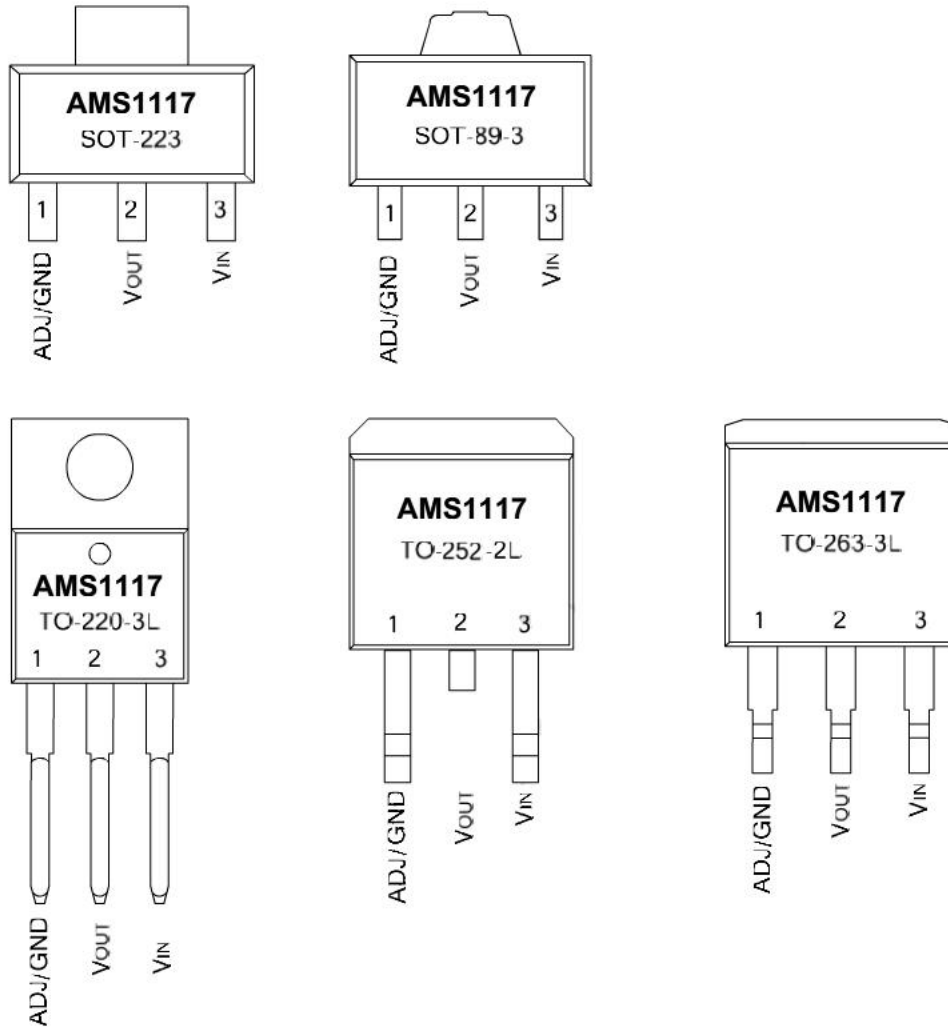 AMS1117
SOT-223
1 2 3
ADJ/GND
VOUT
VIN
AMS1117
SOT-89-3
1 2 3
ADJ/GND
VOUT
VIN
AMS1117
TO-220-3L
1 2 3
ADJ/GND
VOUT
VIN
AMS1117
TO-252-2L
1 2 3
ADJ/GND
VOUT
VIN
AMS1117
TO-263-3L
1 2 3
ADJ/GND
VOUT
VIN